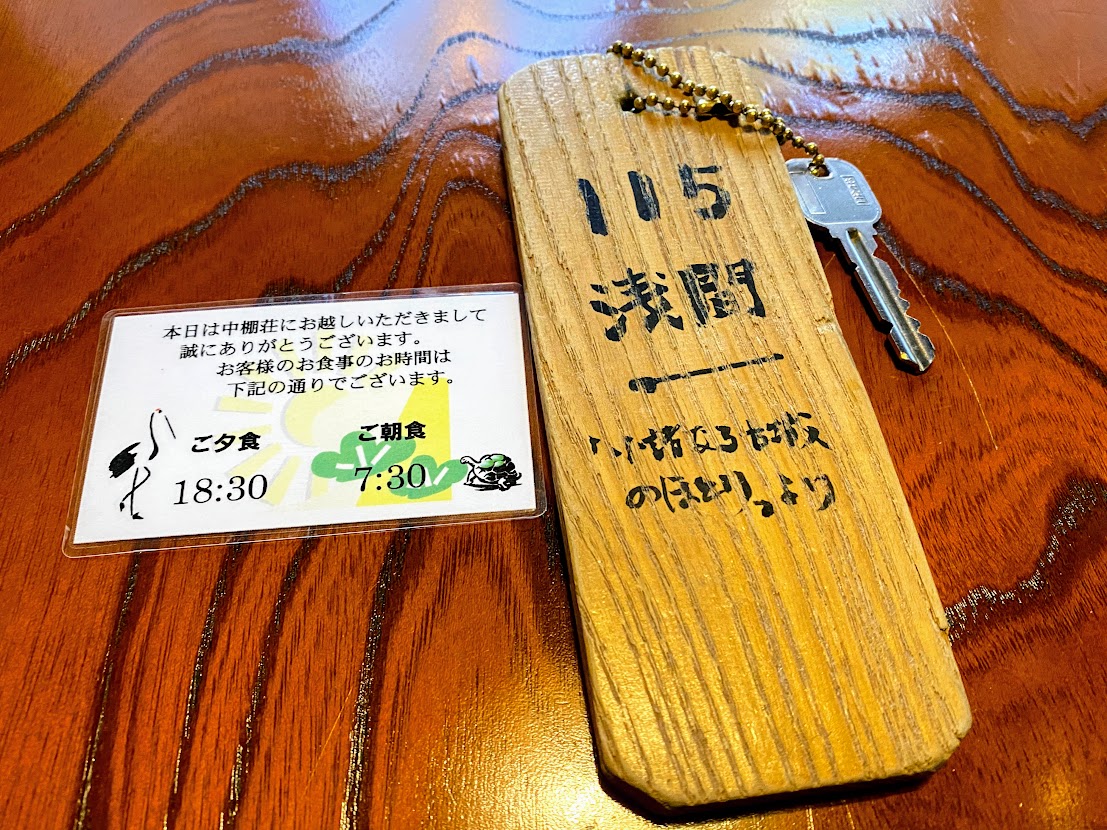 本日は中棚荘にお越しいただきまして
誠にありがとうございます。
お客様のお食事のお時間は
下記の通りでございます。
ご夕食
ご朝食
18:30
7:30
115
浅間
小諸なる古城
のほとりより